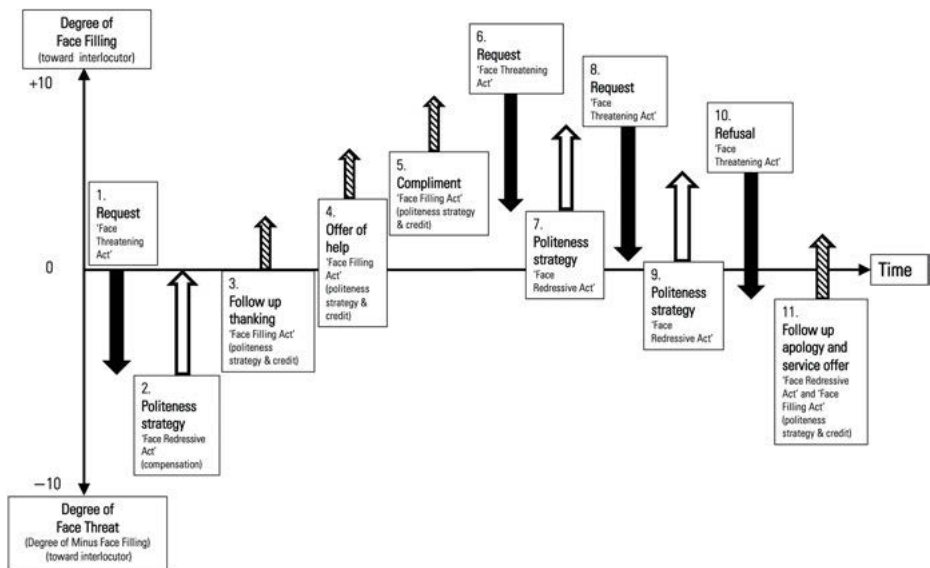 Degree of
Face Filling
(toward interlocutor)
+10
0
−10
Degree of
Face Threat
(Degree of Minus Face Filling)
(toward interlocutor)
1.
Request
'Face
Threatening
Act'
2.
Politeness
strategy
'Face Redressive
Act'
(compensation)
3.
Follow up
thanking
'Face Filling Act'
(politeness
strategy & credit)
4.
Offer of
help
'Face Filling
Act'
(politeness
strategy &
credit)
5.
Compliment
'Face Filling Act'
(politeness strategy
& credit)
6.
Request
'Face Threatening
Act'
7.
Politeness
strategy
'Face
Redressive Act'
8.
Request
'Face
Threatening Act'
9.
Politeness
strategy
'Face
Redressive Act'
10.
Refusal
'Face
Threatening Act'
11.
Follow up
apology and
service offer
'Face Redressive
Act' and 'Face
Filling Act'
(politeness
strategy & credit)
Time